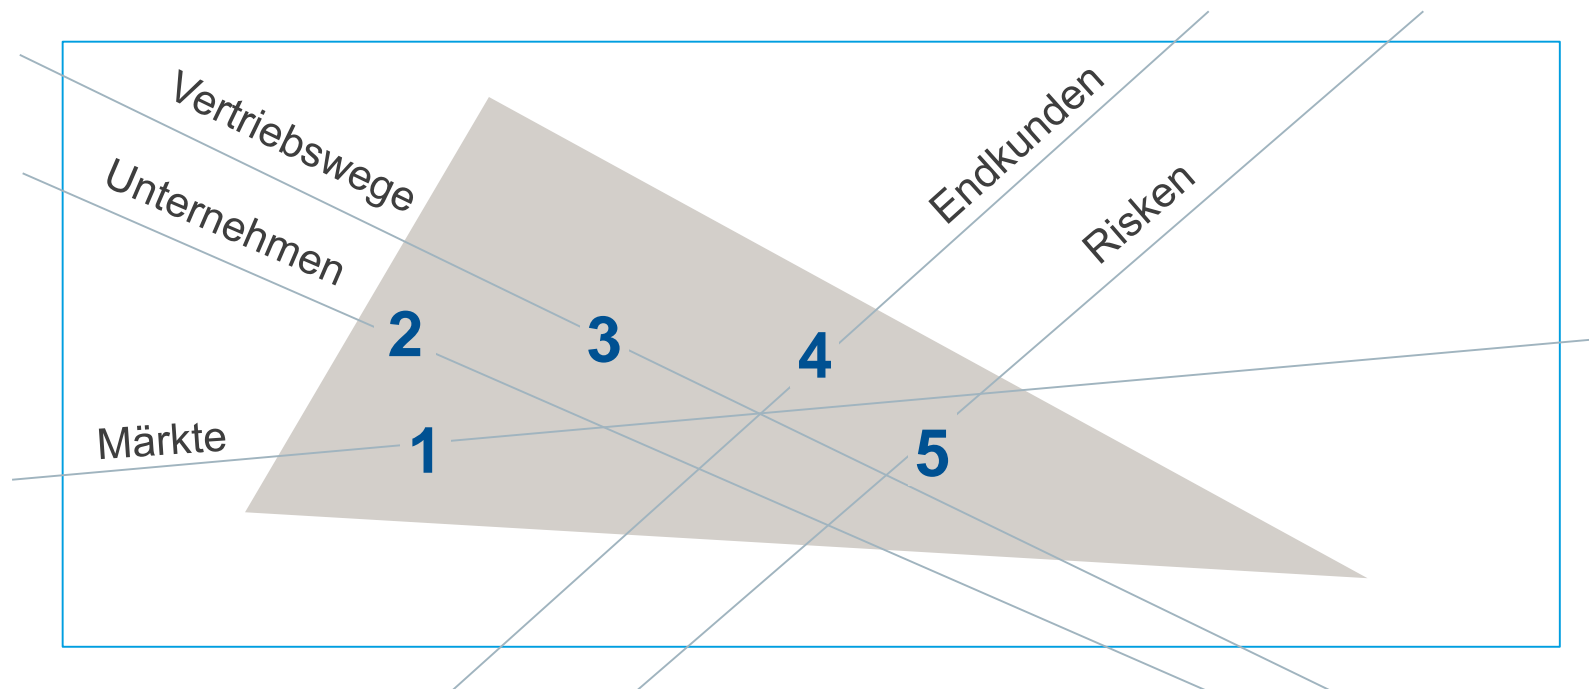 Vertriebswege
Unternehmen
Endkunden
Risken
2
3
4
Märkte
1
5